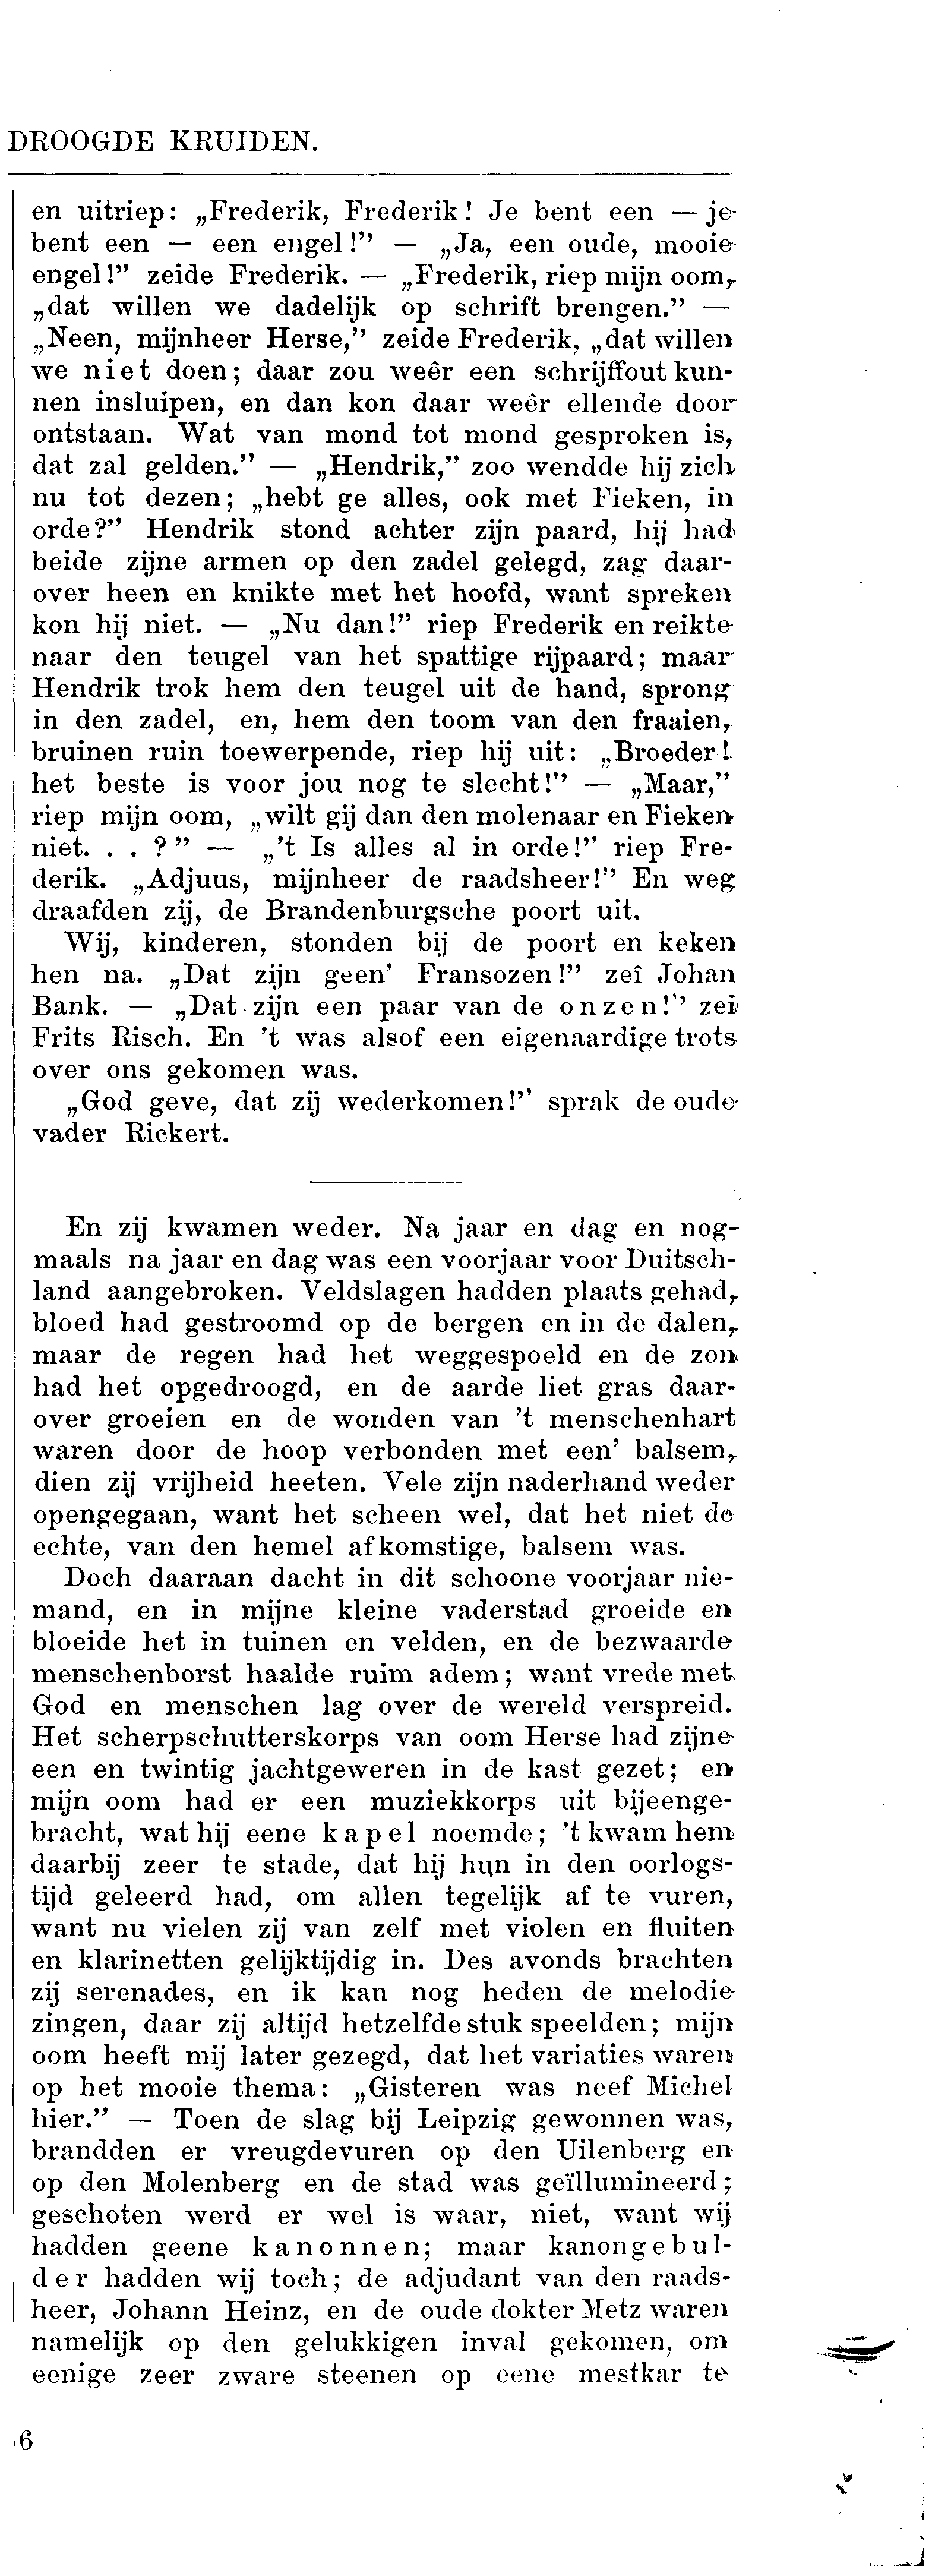 DROOGDE KRUIDEN.
en uitriep: „Frederik, Frederik! Je bent een — je
bent een — een engel!” — „Ja, een oude, mooie
engel!” zeide Frederik. — „Frederik, riep mijn oom,
„dat willen we dadelijk op schrift brengen.” —
„Neen, mijnheer Herse,” zeide Frederik, „dat willen
we niet doen; daar zou weêr een schrijffout kun-
nen insluipen, en dan kon daar weêr ellende door
ontstaan. Wat van mond tot mond gesproken is,
dat zal gelden.” — „Hendrik,” zoo wendde hij zich
nu tot dezen; „hebt ge alles, ook met Fieken, in
orde?” Hendrik stond achter zijn paard, hij had
beide zijne armen op den zadel gelegd, zag daar-
over heen en knikte met het hoofd, want spreken
kon hij niet. — „Nu dan!” riep Frederik en reikte
naar den teugel van het spattige rijpaard; maar
Hendrik trok hem den teugel uit de hand, sprong
in den zadel, en, hem den toom van den fraaien,
bruinen ruin toewerpende, riep hij uit: „Broeder!
het beste is voor jou nog te slecht!” — „Maar,”
riep mijn oom, „wilt gij dan den molenaar en Fieken
niet. . . ?” — „’t Is alles al in orde!” riep Fre-
derik. „Adjuus, mijnheer de raadsheer!” En weg
draafden zij, de Brandenburgsche poort uit.
Wij, kinderen, stonden bij de poort en keken
hen na. „Dat zijn geen’ Fransozen!” zeî Johan
Bank. — „Dat zijn een paar van de onzen!” zei
Frits Risch. En ’t was alsof een eigenaardige trots
over ons gekomen was.
„God geve, dat zij wederkomen!” sprak de oude
vader Rickert.
En zij kwamen weder. Na jaar en dag en nog-
maals na jaar en dag was een voorjaar voor Duitsch-
land aangebroken. Veldslagen hadden plaats gehad,
bloed had gestroomd op de bergen en in de dalen,
maar de regen had het weggespoeld en de zon
had het opgedroogd, en de aarde liet gras daar-
over groeien en de wonden van ’t menschenhart
waren door de hoop verbonden met een’ balsem,
dien zij vrijheid heeten. Vele zijn naderhand weder
opengegaan, want het scheen wel, dat het niet de
echte, van den hemel afkomstige, balsem was.
Doch daaraan dacht in dit schoone voorjaar nie-
mand, en in mijne kleine vaderstad groeide en
bloeide het in tuinen en velden, en de bezwaarde
menschenborst haalde ruim adem; want vrede met
God en menschen lag over de wereld verspreid.
Het scherpschutterskorps van oom Herse had zijne
een en twintig jachtgeweren in de kast gezet; en
mijn oom had er een muziekkorps uit bijeenge-
bracht, wat hij eene kapel noemde; ’t kwam hem
daarbij zeer te stade, dat hij hun in den oorlogs-
tijd geleerd had, om allen tegelijk af te vuren,
want nu vielen zij van zelf met violen en fluiten
en klarinetten gelijktijdig in. Des avonds brachten
zij serenades, en ik kan nog heden de melodie
zingen, daar zij altijd hetzelfde stuk speelden; mijn
oom heeft mij later gezegd, dat het variaties waren
op het mooie thema: „Gisteren was neef Michel
hier.” — Toen de slag bij Leipzig gewonnen was,
brandden er vreugdevuren op den Uilenberg en
op den Molenberg en de stad was geïllumineerd;
geschoten werd er wel is waar, niet, want wij
hadden geene kanonnen; maar kanongebul-
der hadden wij toch; de adjudant van den raads-
heer, Johann Heinz, en de oude dokter Metz waren
namelijk op den gelukkigen inval gekomen, om
eenige zeer zware steenen op eene mestkar te
6